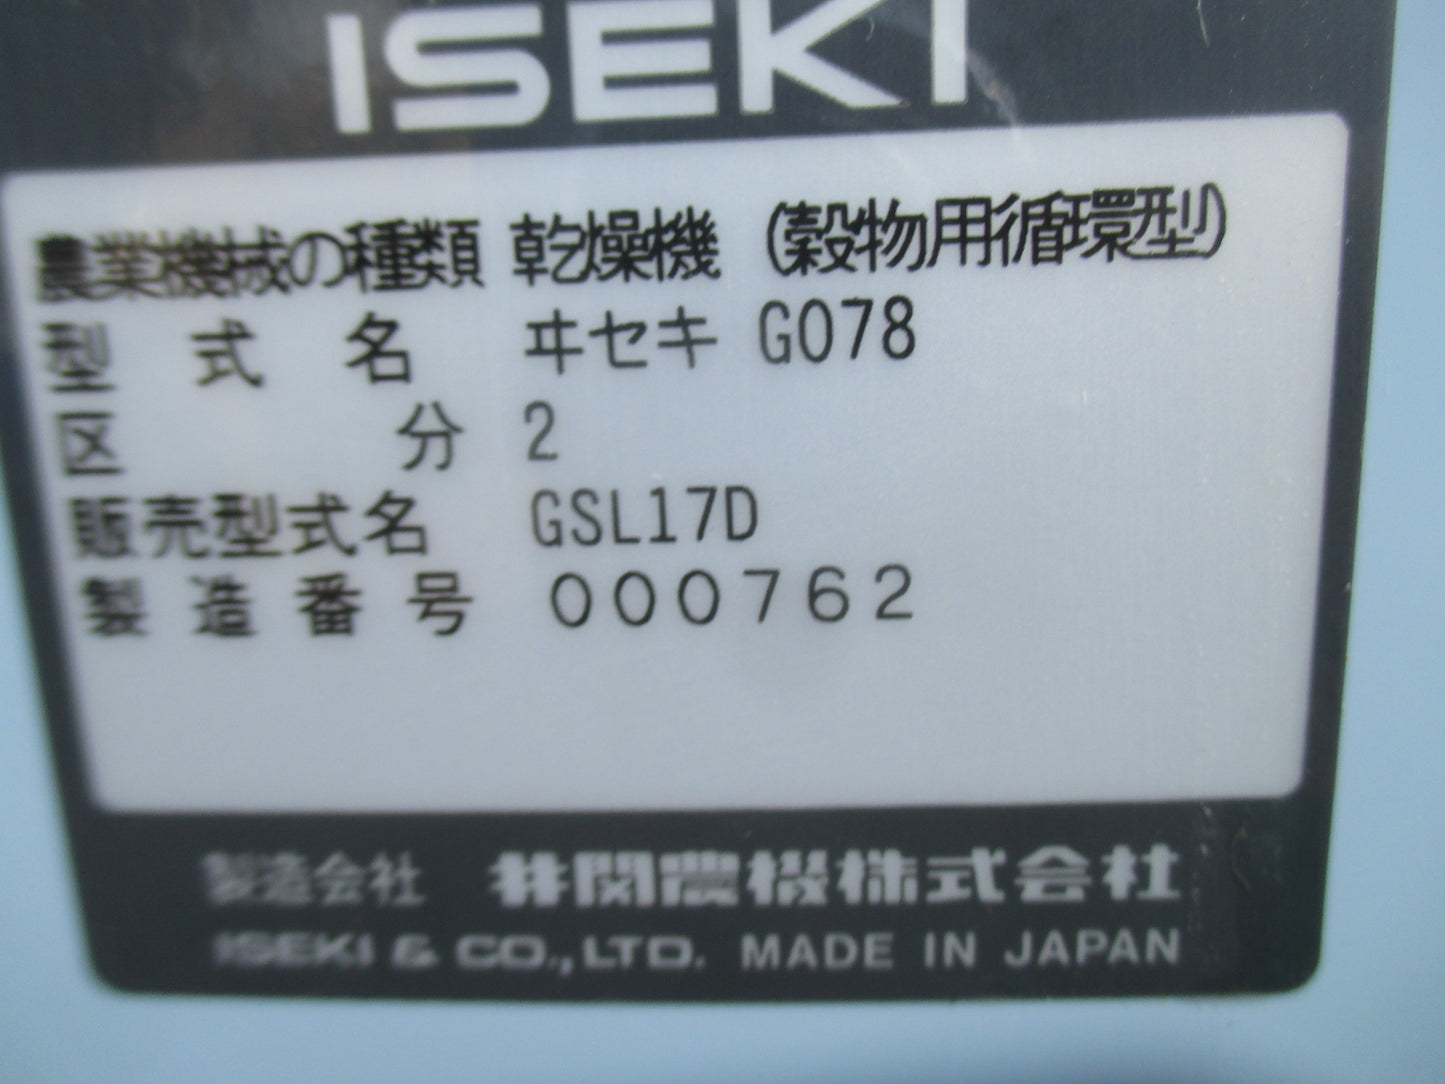 ISEKI
農業機械の種類 乾燥機 (穀物用循環型)
型式名 ヰセキ G078
区分 2
販売型式名 GSL17D
製造番号 000762
製造会社 井関農機株式会社
ISEKI & CO., LTD. MADE IN JAPAN